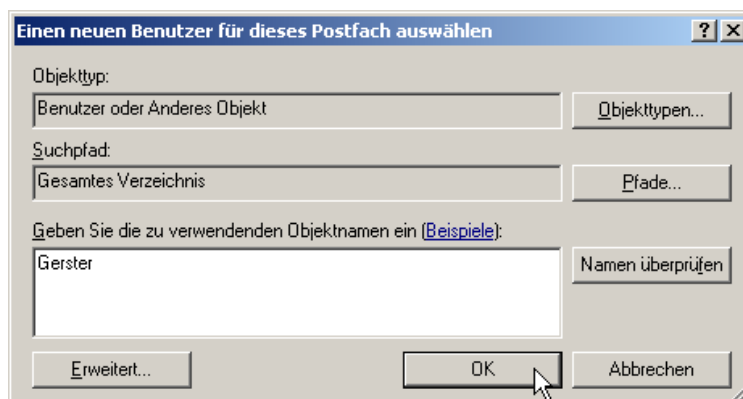 Einen neuen Benutzer für dieses Postfach auswählen
Objekttyp:
Benutzer oder Anderes Objekt
Objekttypen...
Suchpfad:
Gesamtes Verzeichnis
Pfade...
Geben Sie die zu verwendenden Objektnamen ein (Beispiele):
Gerster
Namen überprüfen
Erweitert...
OK
Abbrechen